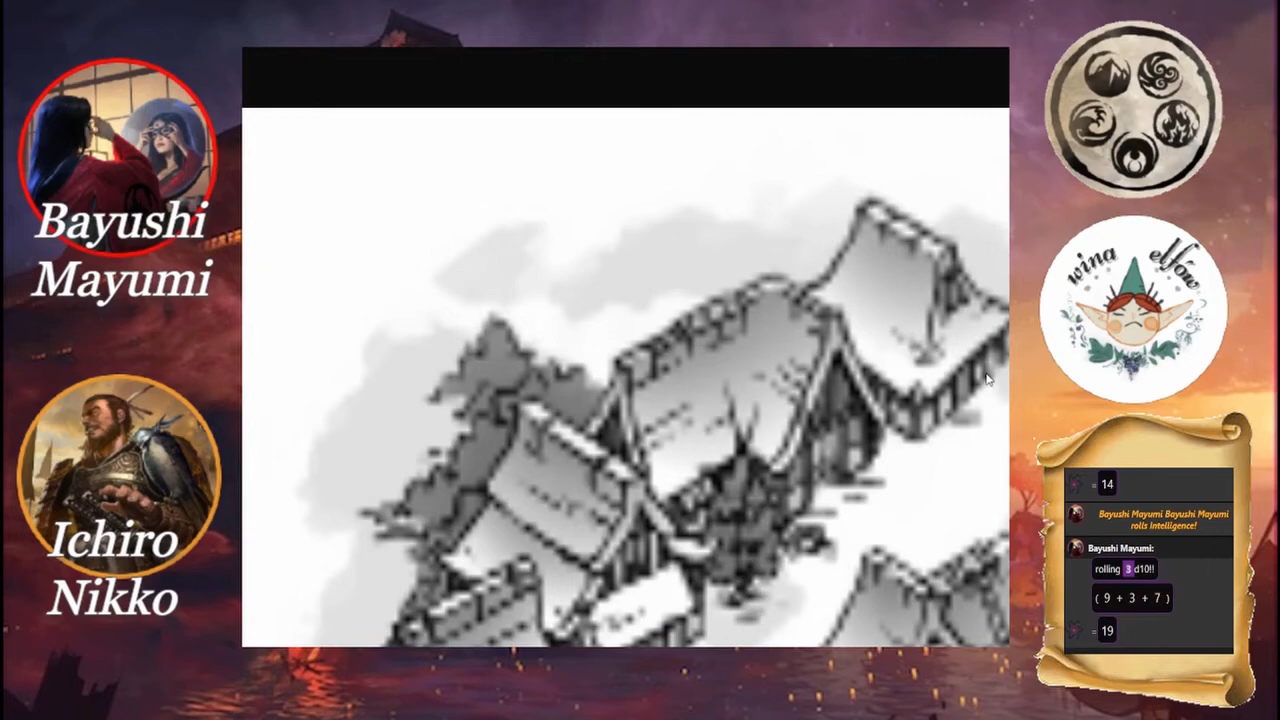 Bayushi
Mayumi
Ichiro
Nikko
wina elfów
= 14
Bayushi Mayumi Bayushi Mayumi
rolls Intelligence!
Bayushi Mayumi:
rolling 3 d10!!
( 9 + 3 + 7 )
= 19